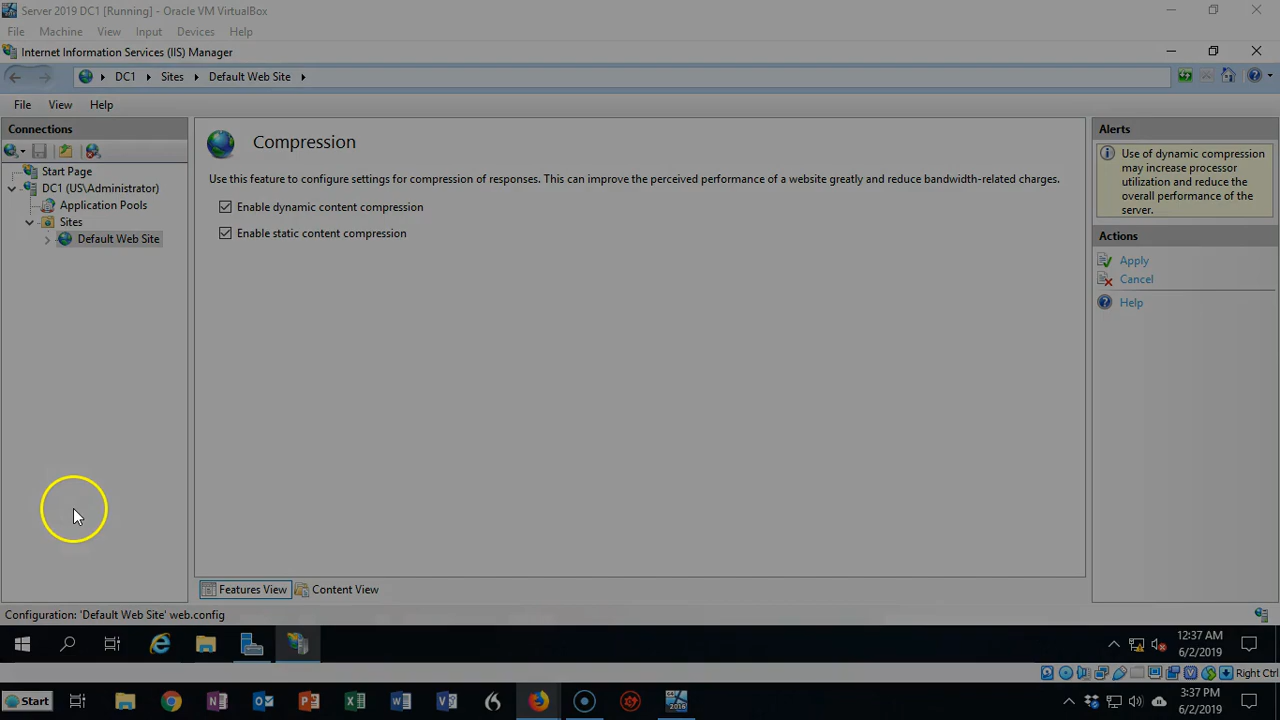 Server 2019 DC1 [Running] - Oracle VM VirtualBox
File Machine View Input Devices Help
Internet Information Services (IIS) Manager
DC1 Sites Default Web Site
File View Help
Connections
Start Page
DC1 (US\Administrator)
Application Pools
Sites
Default Web Site
Compression
Use this feature to configure settings for compression of responses. This can improve the perceived performance of a website greatly and reduce bandwidth-related charges.
Enable dynamic content compression
Enable static content compression
Features View Content View
Alerts
Use of dynamic compression
may increase processor
utilization and reduce the
overall performance of the
server.
Actions
Apply
Cancel
Help
Configuration: 'Default Web Site' web.config
12:37 AM
6/2/2019
Right Ctrl
Start
2016
3:37 PM
6/2/2019